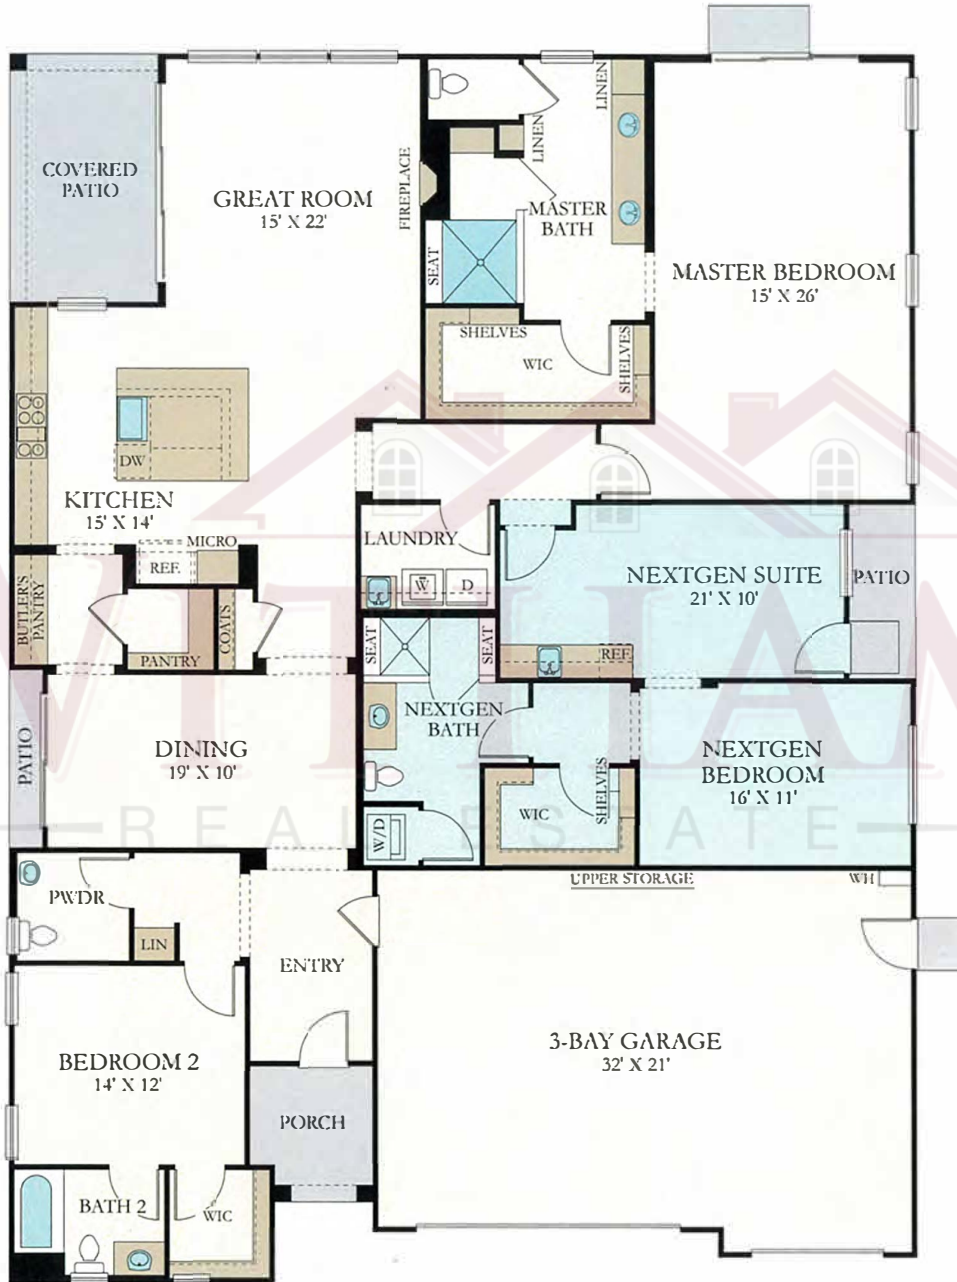 COVERED
PATIO
GREAT ROOM
15' X 22'
FIREPLACE
LINEN
LINEN
MASTER
BATH
SEAT
MASTER BEDROOM
15' X 26'
SHELVES
WIC
SHELVES
DW
KITCHEN
15' X 14'
MICRO
REF.
BUTLER'S
PANTRY
PANTRY
COATS
LAUNDRY
W
D
NEXTGEN SUITE
21' X 10'
PATIO
REF.
SEAT
SEAT
NEXTGEN
BATH
PATIO
DINING
19' X 10'
NEXTGEN
BEDROOM
16' X 11'
SHELVES
WIC
W/D
WITHAM
REAL ESTATE
UPPER STORAGE
WH
PWDR
LIN
ENTRY
BEDROOM 2
14' X 12'
3-BAY GARAGE
32' X 21'
PORCH
BATH 2
WIC